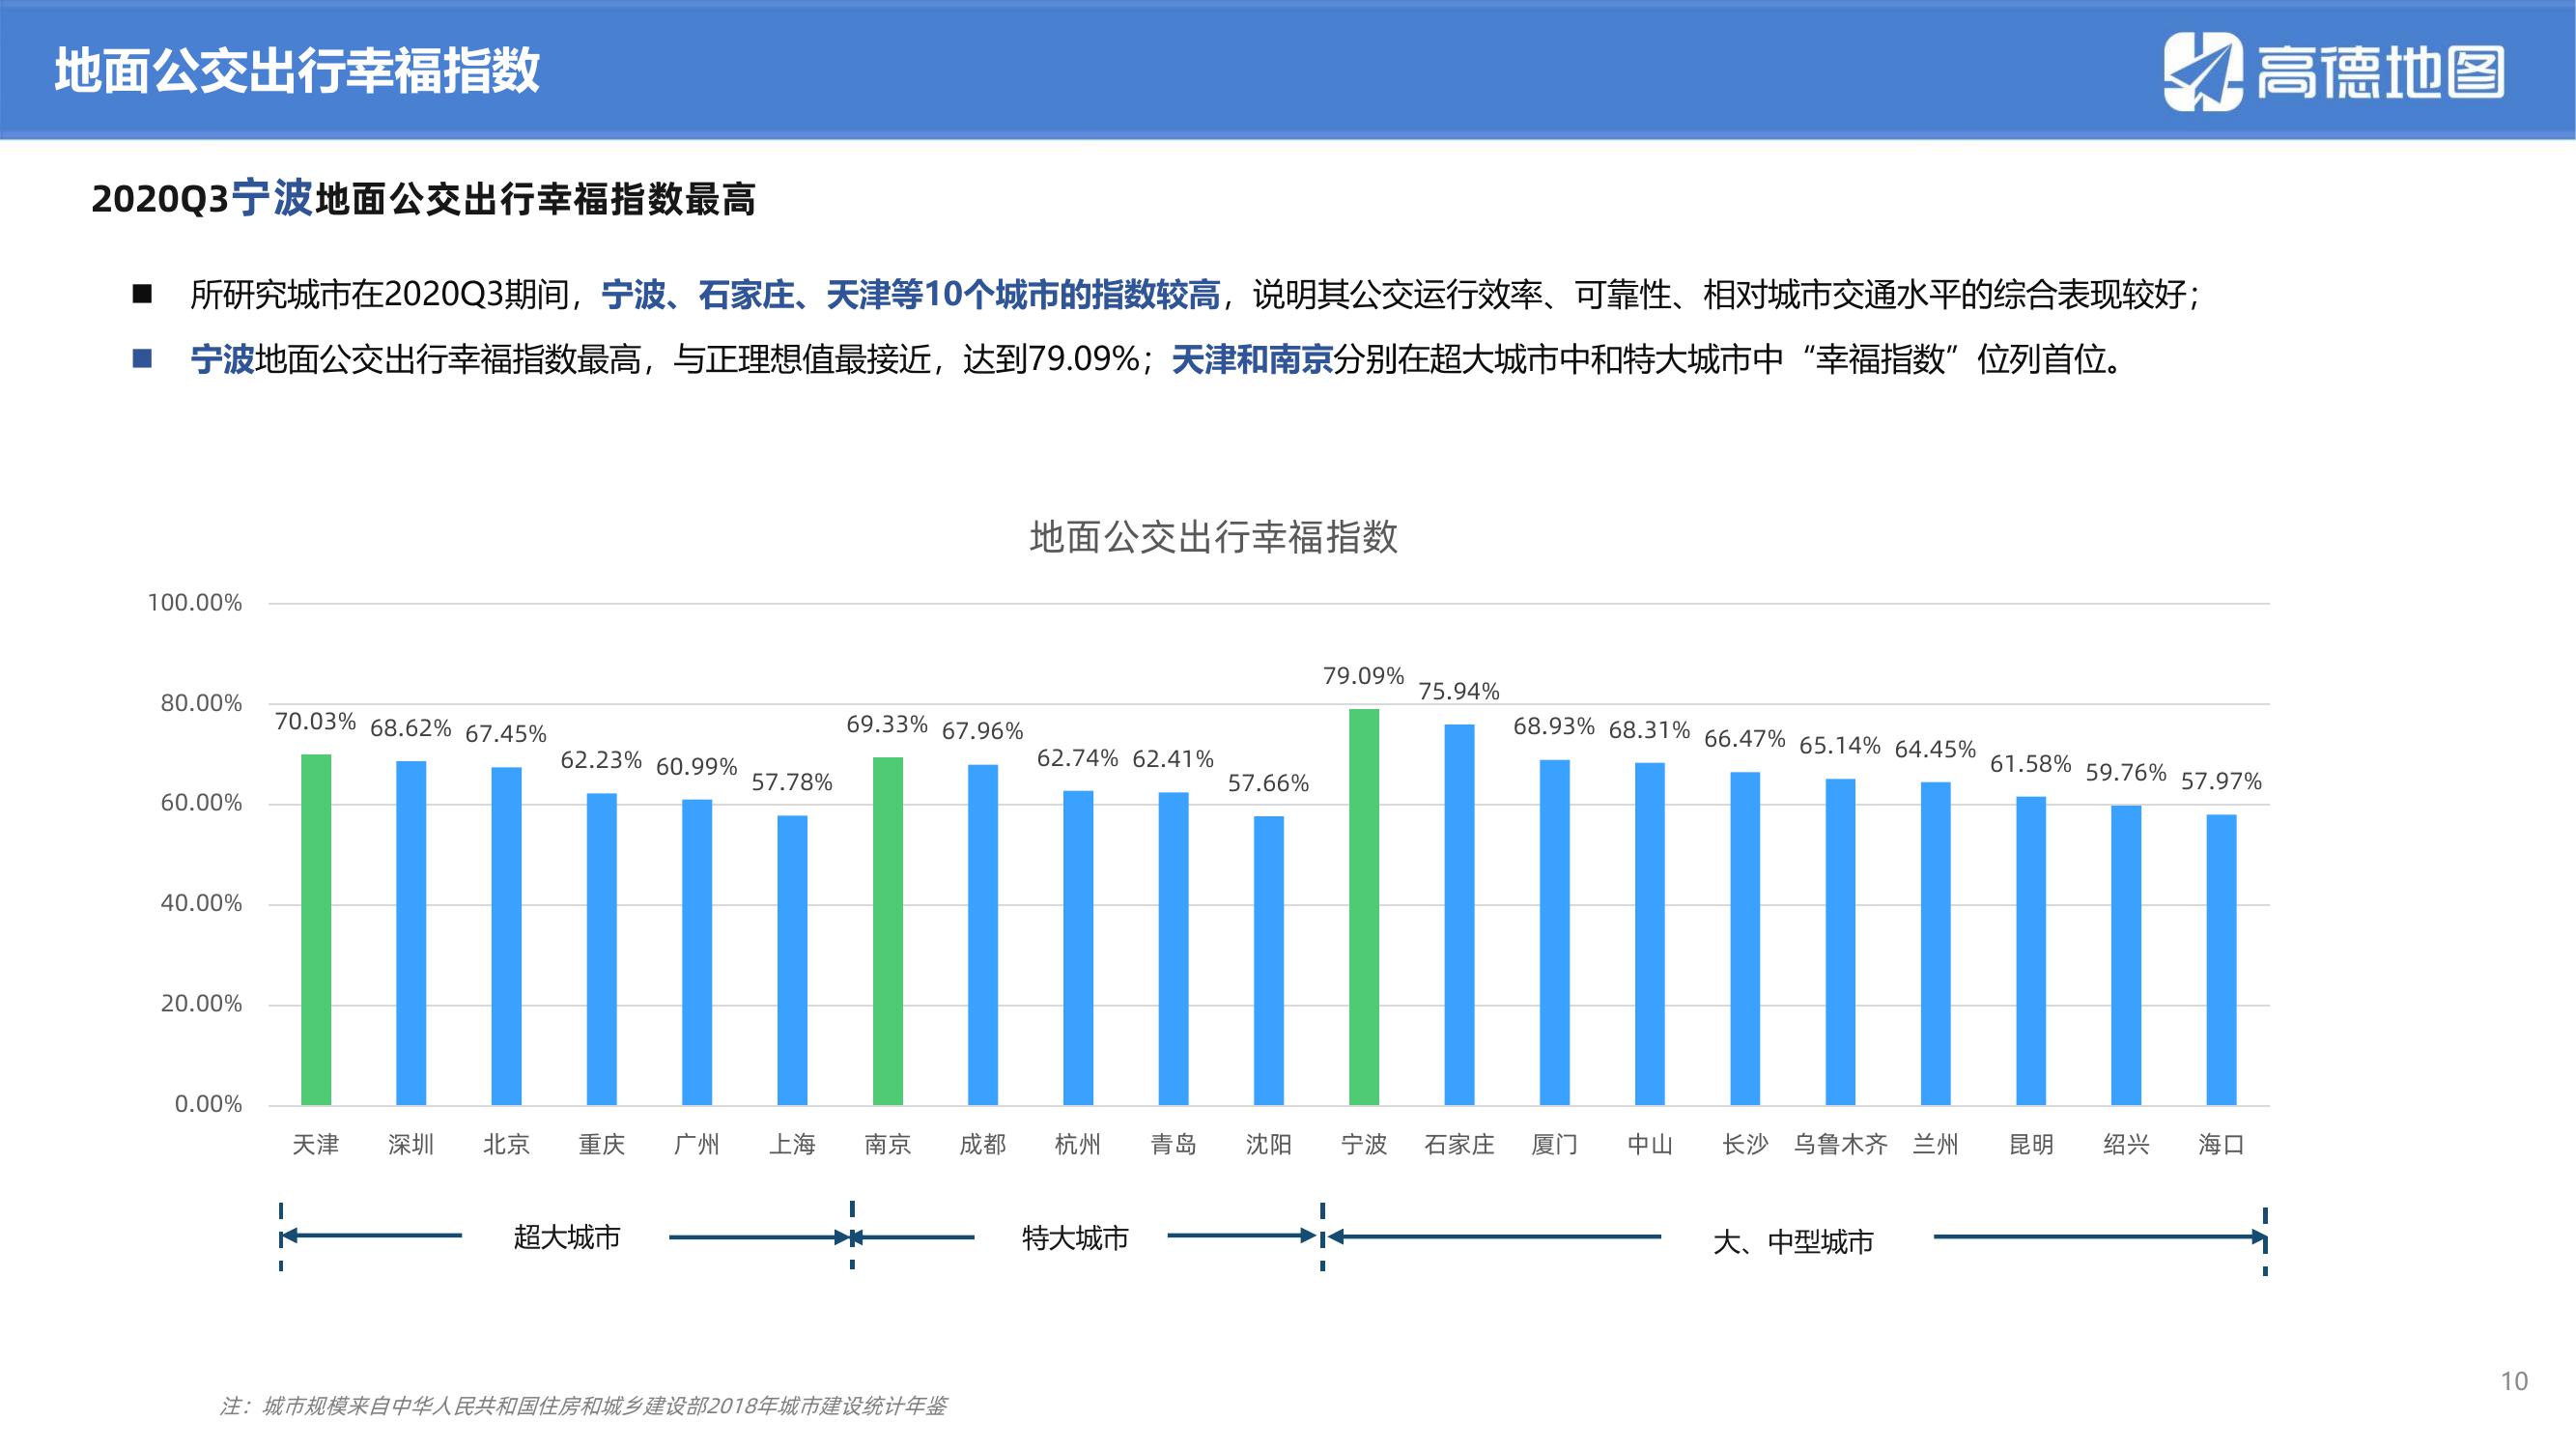 地面公交出行幸福指数
高德地图
2020Q3宁波地面公交出行幸福指数最高
■ 所研究城市在2020Q3期间，宁波、石家庄、天津等10个城市的指数较高，说明其公交运行效率、可靠性、相对城市交通水平的综合表现较好；
■ 宁波地面公交出行幸福指数最高，与正理想值最接近，达到79.09%；天津和南京分别在超大城市中和特大城市中“幸福指数”位列首位。
地面公交出行幸福指数
100.00%
80.00%
60.00%
40.00%
20.00%
0.00%
70.03% 68.62% 67.45% 62.23% 60.99% 57.78% 69.33% 67.96% 62.74% 62.41% 57.66% 79.09% 75.94% 68.93% 68.31% 66.47% 65.14% 64.45% 61.58% 59.76% 57.97%
天津 深圳 北京 重庆 广州 上海 南京 成都 杭州 青岛 沈阳 宁波 石家庄 厦门 中山 长沙 乌鲁木齐 兰州 昆明 绍兴 海口
超大城市 特大城市 大、中型城市
注：城市规模来自中华人民共和国住房和城乡建设部2018年城市建设统计年鉴
10